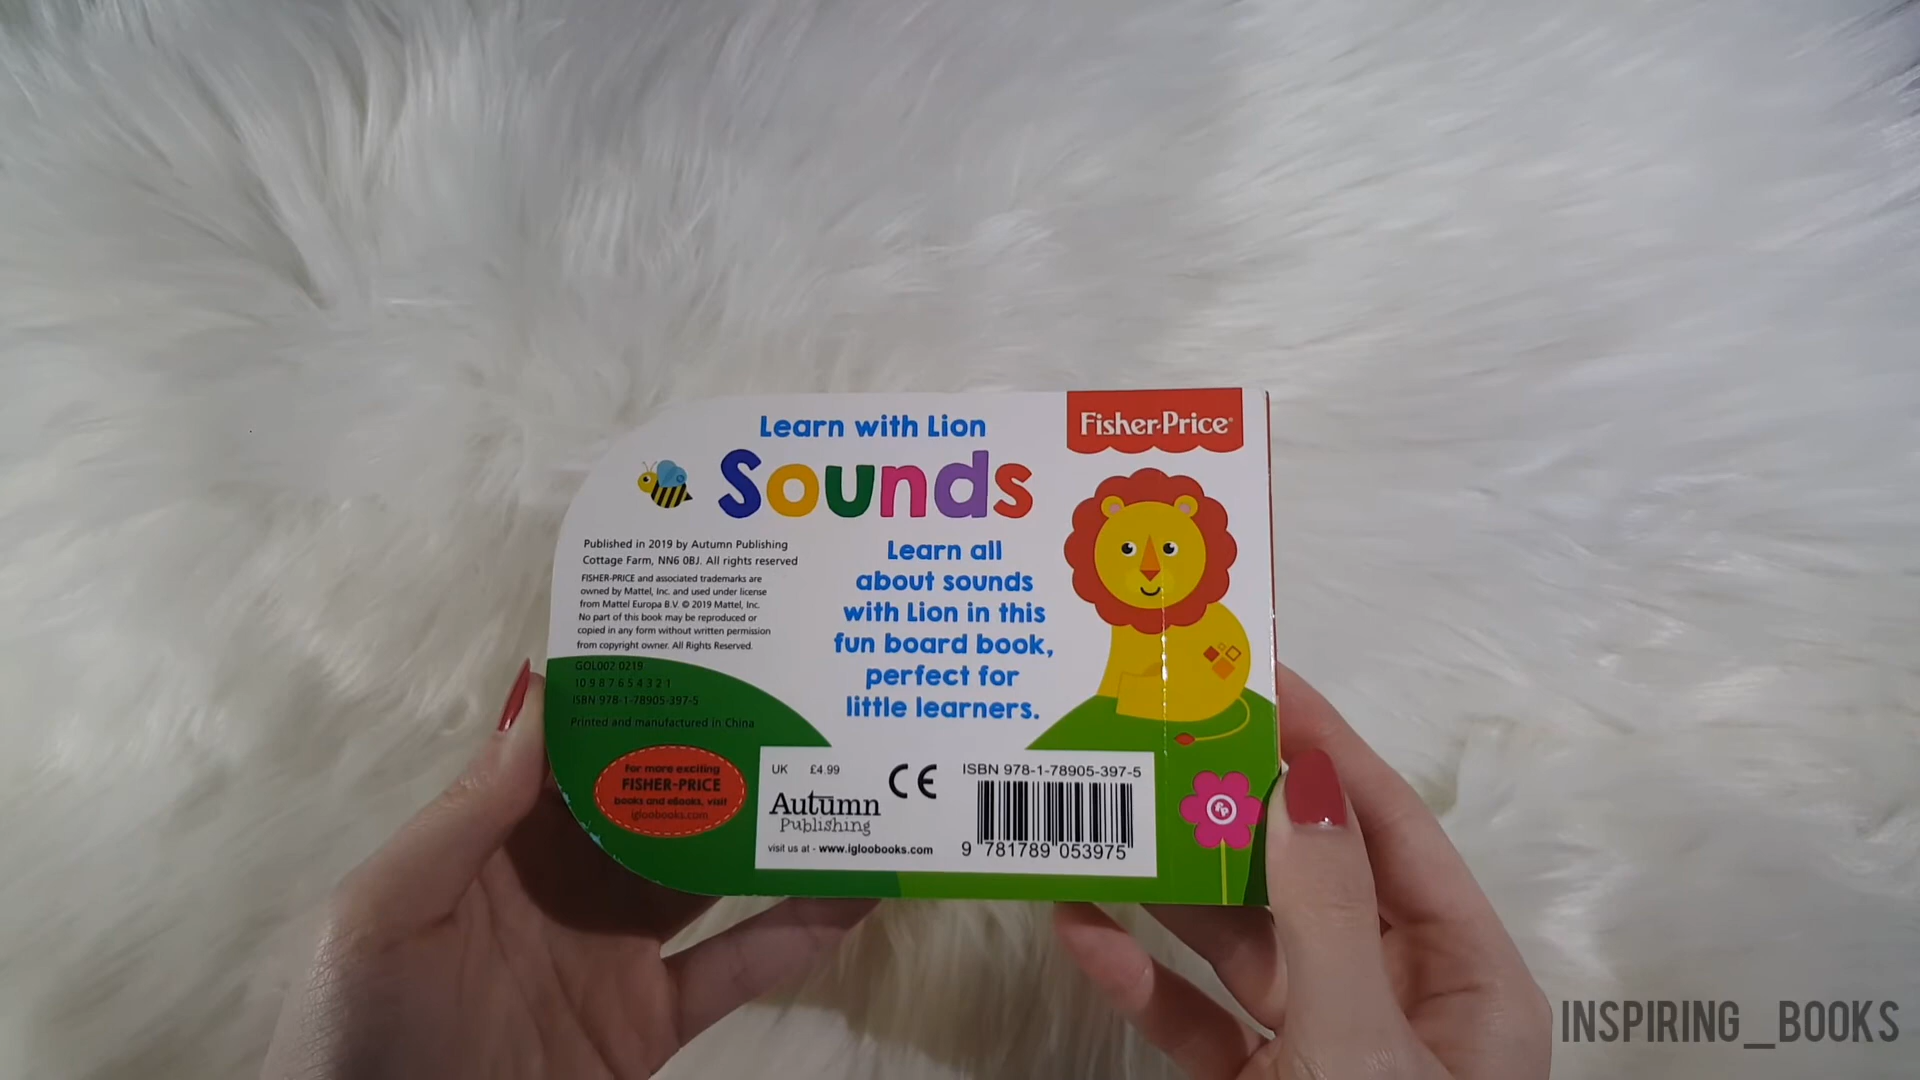 Learn with Lion
Sounds
Fisher-Price®
Published in 2019 by Autumn Publishing
Cottage Farm, NN6 0BJ. All rights reserved
FISHER-PRICE and associated trademarks are
owned by Mattel, Inc. and used under license
from Mattel Europa B.V. © 2019 Mattel, Inc.
No part of this book may be reproduced or
copied in any form without written permission
from copyright owner. All Rights Reserved.
GOL002 0219
10 9 8 7 6 5 4 3 2 1
ISBN 978-1-78905-397-5
Printed and manufactured in China
Learn all
about sounds
with Lion in this
fun board book,
perfect for
little learners.
For more exciting
FISHER-PRICE
books and eBooks, visit
igloobooks.com
UK £4.99
CE
Autumn
Publishing
visit us at - www.igloobooks.com
ISBN 978-1-78905-397-5
9 781789 053975
fp
INSPIRING_BOOKS